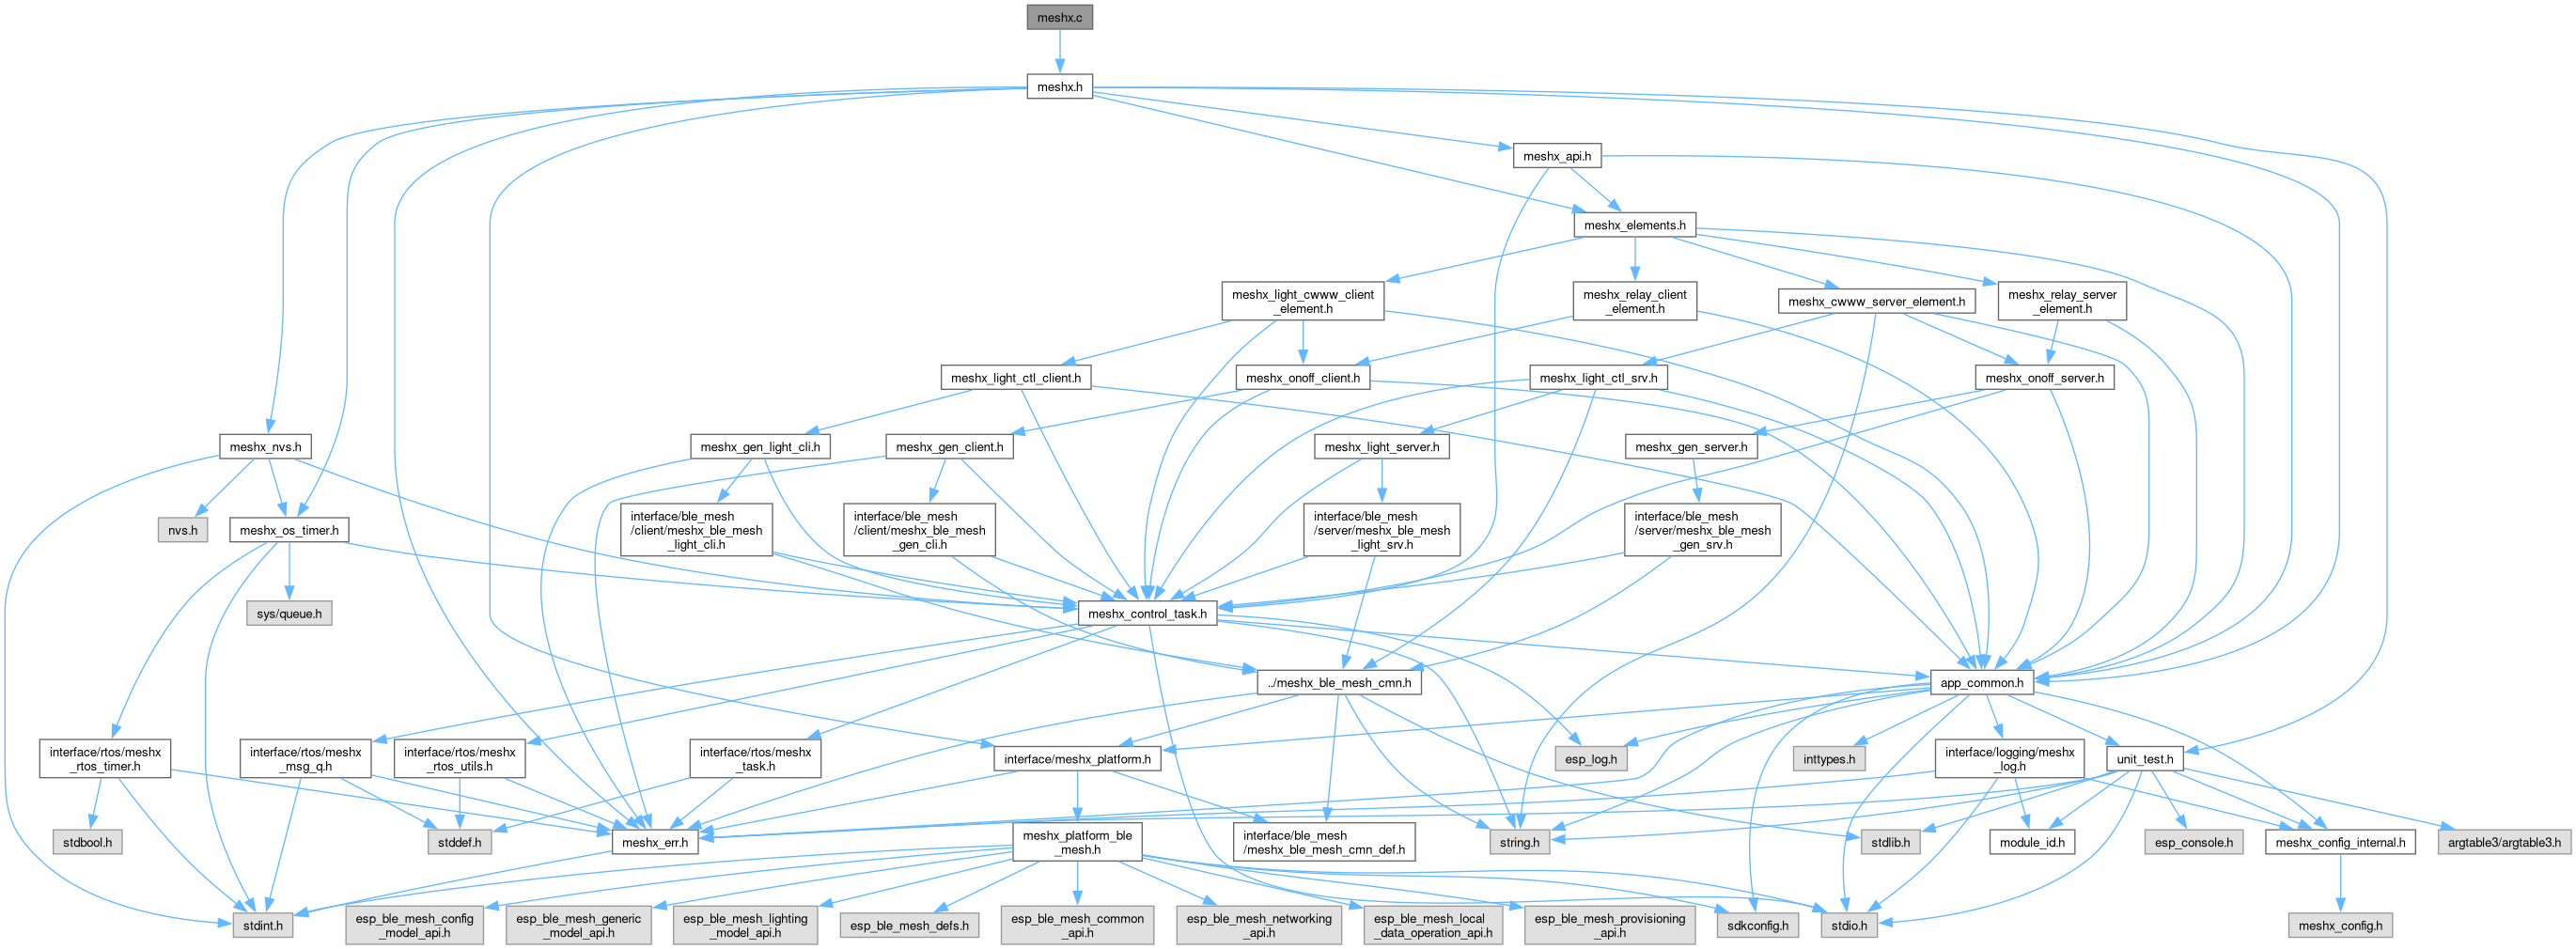 meshx.c
meshx.h
meshx_api.h
meshx_elements.h
meshx_light_cwww_client
_element.h
meshx_relay_client
_element.h
meshx_cwww_server_element.h
meshx_relay_server
_element.h
meshx_light_ctl_client.h
meshx_onoff_client.h
meshx_light_ctl_srv.h
meshx_onoff_server.h
meshx_nvs.h
meshx_gen_light_cli.h
meshx_gen_client.h
meshx_light_server.h
meshx_gen_server.h
nvs.h
meshx_os_timer.h
interface/ble_mesh
/client/meshx_ble_mesh
_light_cli.h
interface/ble_mesh
/client/meshx_ble_mesh
_gen_cli.h
interface/ble_mesh
/server/meshx_ble_mesh
_light_srv.h
interface/ble_mesh
/server/meshx_ble_mesh
_gen_srv.h
sys/queue.h
meshx_control_task.h
../meshx_ble_mesh_cmn.h
app_common.h
interface/rtos/meshx
_rtos_timer.h
interface/rtos/meshx
_msg_q.h
interface/rtos/meshx
_rtos_utils.h
interface/rtos/meshx
_task.h
interface/meshx_platform.h
esp_log.h
inttypes.h
interface/logging/meshx
_log.h
unit_test.h
stdbool.h
stddef.h
meshx_err.h
meshx_platform_ble
_mesh.h
interface/ble_mesh
/meshx_ble_mesh_cmn_def.h
string.h
stdlib.h
module_id.h
esp_console.h
meshx_config_internal.h
argtable3/argtable3.h
stdint.h
esp_ble_mesh_config
_model_api.h
esp_ble_mesh_generic
_model_api.h
esp_ble_mesh_lighting
_model_api.h
esp_ble_mesh_defs.h
esp_ble_mesh_common
_api.h
esp_ble_mesh_networking
_api.h
esp_ble_mesh_local
_data_operation_api.h
esp_ble_mesh_provisioning
_api.h
sdkconfig.h
stdio.h
meshx_config.h